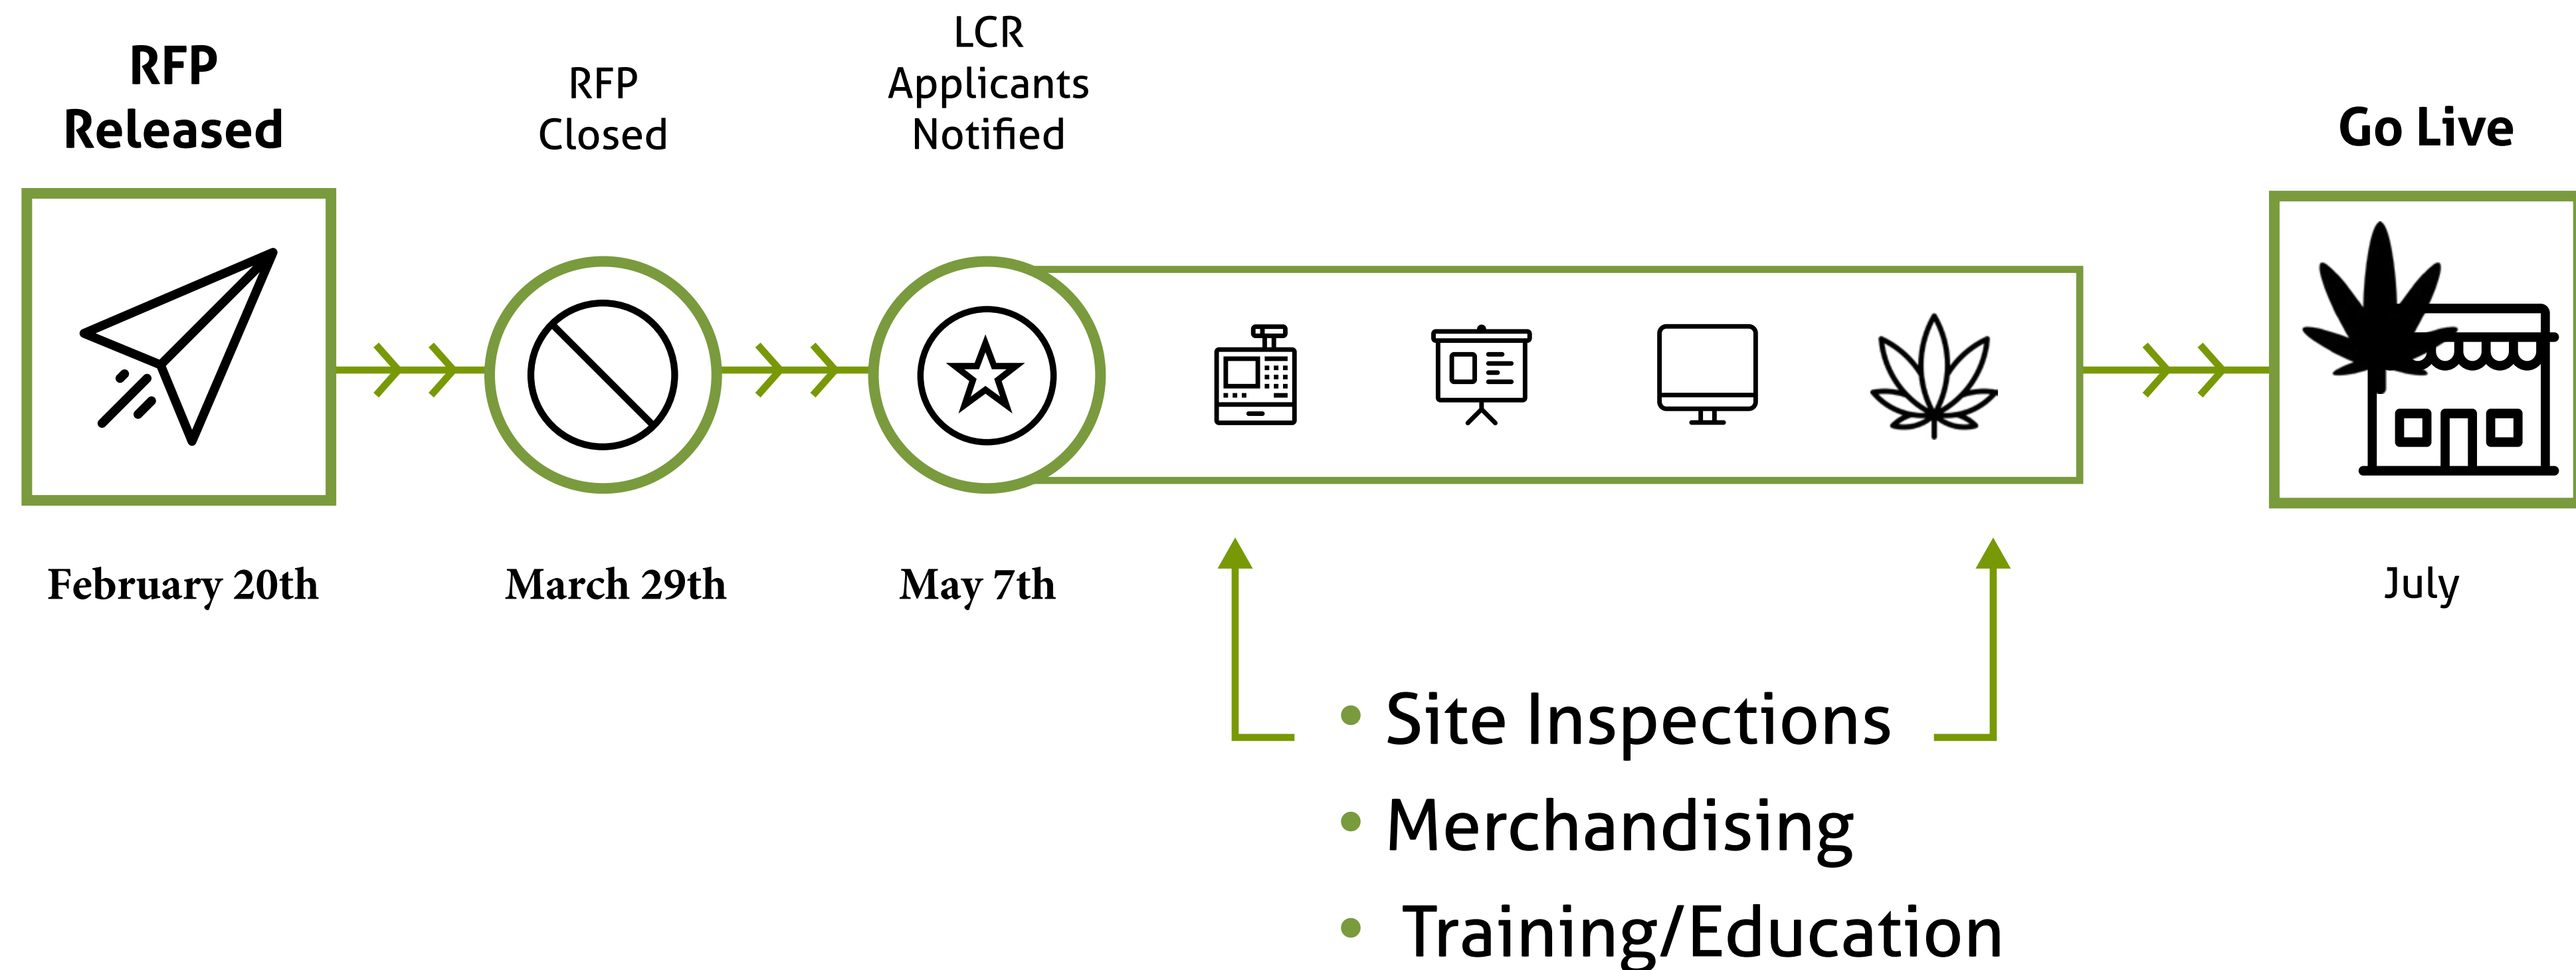 RFP
Released
RFP
Closed
LCR
Applicants
Notified
Go Live
February 20th
March 29th
May 7th
July
• Site Inspections
• Merchandising
• Training/Education